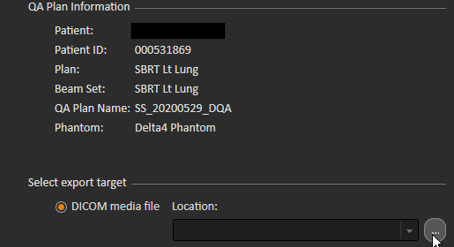 QA Plan Information
Patient:
Patient ID: 000531869
Plan: SBRT Lt Lung
Beam Set: SBRT Lt Lung
QA Plan Name: SS_20200529_DQA
Phantom: Delta4 Phantom
Select export target
DICOM media file Location:
...